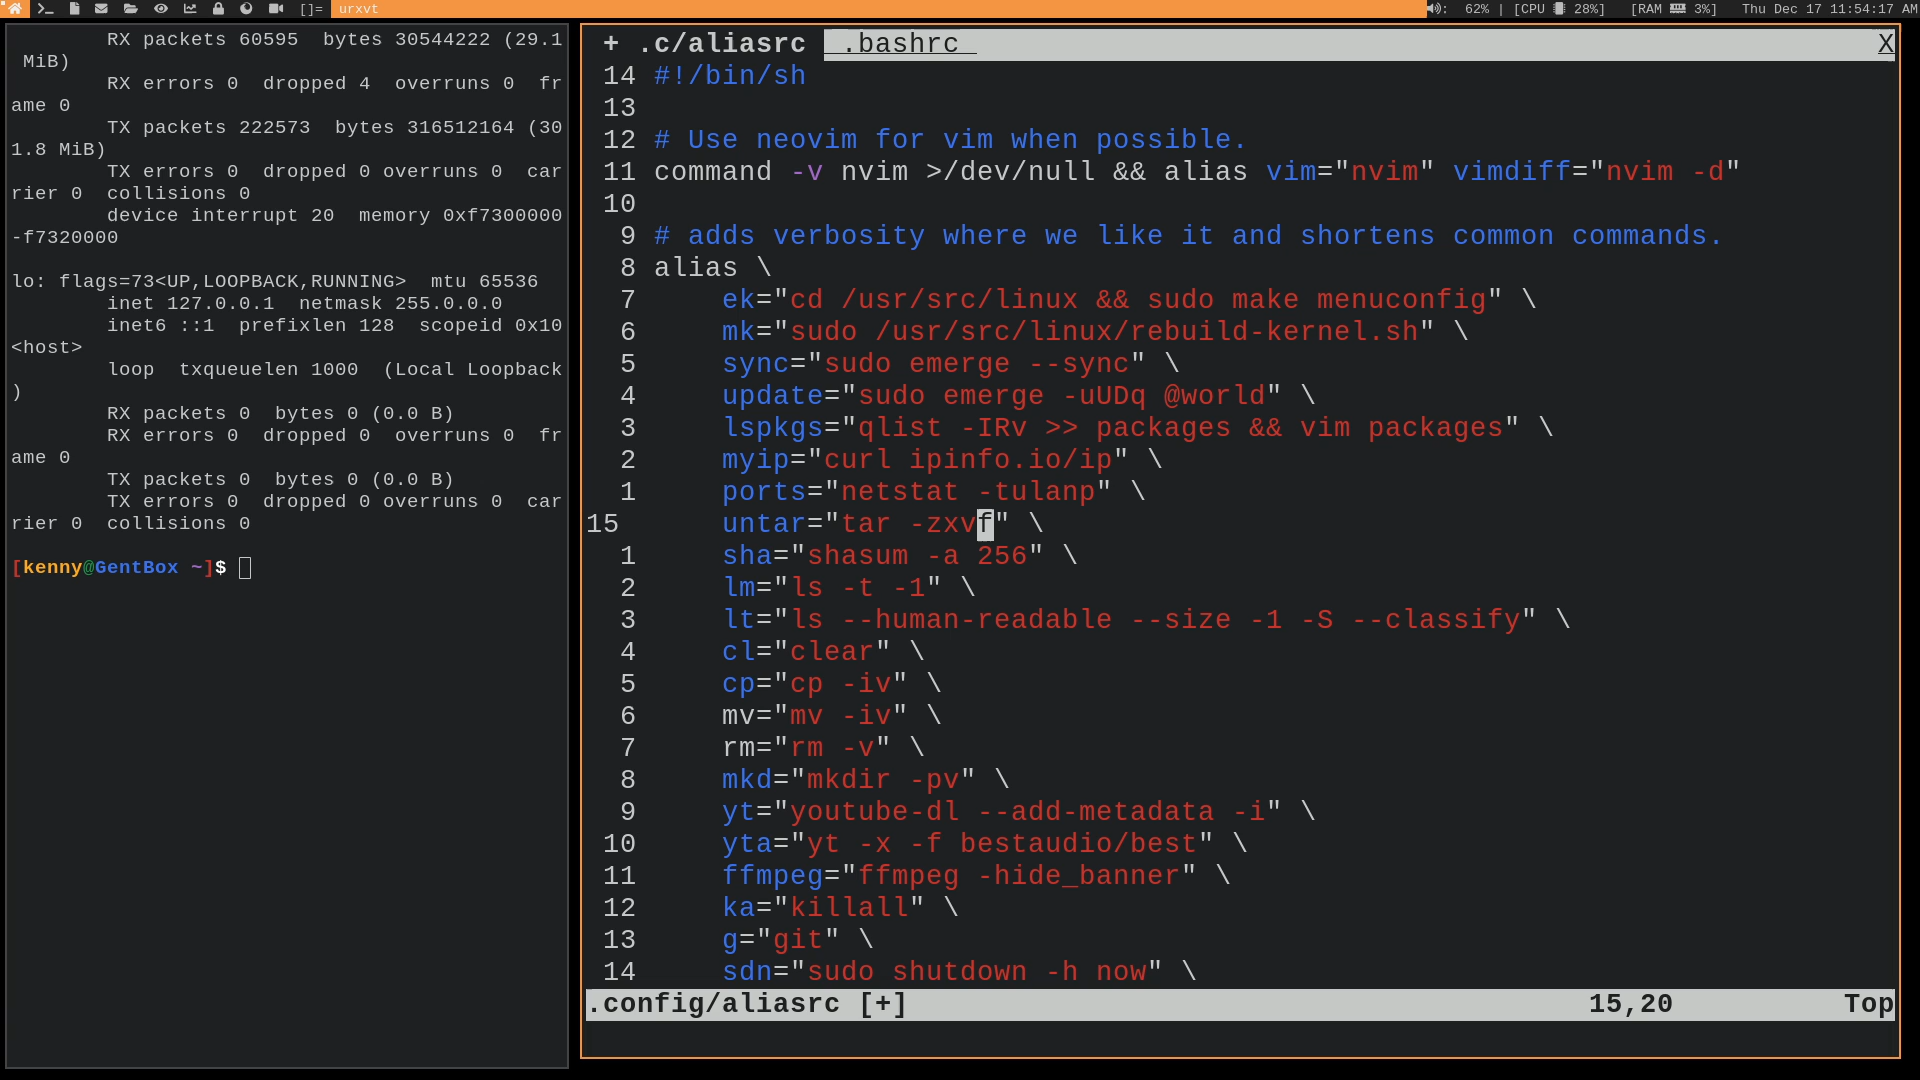 []= urxvt : 62% | [CPU 28%] [RAM 3%] Thu Dec 17 11:54:17 AM
RX packets 60595  bytes 30544222 (29.1
 MiB)
RX errors 0  dropped 4  overruns 0  fr
ame 0
TX packets 222573  bytes 316512164 (30
1.8 MiB)
TX errors 0  dropped 0 overruns 0  car
rier 0  collisions 0
device interrupt 20  memory 0xf7300000
-f7320000
lo: flags=73<UP,LOOPBACK,RUNNING>  mtu 65536
inet 127.0.0.1  netmask 255.0.0.0
inet6 ::1  prefixlen 128  scopeid 0x10
<host>
loop  txqueuelen 1000  (Local Loopback
)
RX packets 0  bytes 0 (0.0 B)
RX errors 0  dropped 0  overruns 0  fr
ame 0
TX packets 0  bytes 0 (0.0 B)
TX errors 0  dropped 0 overruns 0  car
rier 0  collisions 0
[kenny@GentBox ~]$
+ .c/aliasrc  .bashrc X
14 #!/bin/sh
13
12 # Use neovim for vim when possible.
11 command -v nvim >/dev/null && alias vim="nvim" vimdiff="nvim -d"
10
9 # adds verbosity where we like it and shortens common commands.
8 alias \
7     ek="cd /usr/src/linux && sudo make menuconfig" \
6     mk="sudo /usr/src/linux/rebuild-kernel.sh" \
5     sync="sudo emerge --sync" \
4     update="sudo emerge -uUDq @world" \
3     lspkgs="qlist -IRv >> packages && vim packages" \
2     myip="curl ipinfo.io/ip" \
1     ports="netstat -tulanp" \
15     untar="tar -zxvf" \
1     sha="shasum -a 256" \
2     lm="ls -t -1" \
3     lt="ls --human-readable --size -1 -S --classify" \
4     cl="clear" \
5     cp="cp -iv" \
6     mv="mv -iv" \
7     rm="rm -v" \
8     mkd="mkdir -pv" \
9     yt="youtube-dl --add-metadata -i" \
10     yta="yt -x -f bestaudio/best" \
11     ffmpeg="ffmpeg -hide_banner" \
12     ka="killall" \
13     g="git" \
14     sdn="sudo shutdown -h now" \
.config/aliasrc [+] 15,20 Top